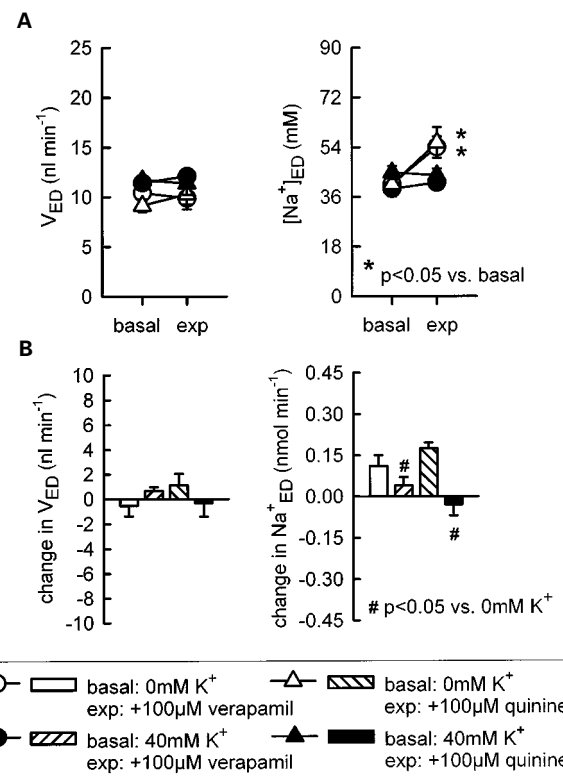 A
25
20
15
10
5
0
V_ED (nl min⁻¹)
basal exp
90
72
54
36
18
0
[Na⁺]_ED (mM)
*
*
* p<0.05 vs. basal
basal exp
B
10
8
6
4
2
0
-2
-4
-6
-8
-10
change in V_ED (nl min⁻¹)
0.45
0.30
0.15
0.00
-0.15
-0.30
-0.45
change in Na⁺_ED (nmol min⁻¹)
#
#
# p<0.05 vs. 0mM K⁺
basal: 0mM K⁺
exp: +100µM verapamil
basal: 0mM K⁺
exp: +100µM quinine
basal: 40mM K⁺
exp: +100µM verapamil
basal: 40mM K⁺
exp: +100µM quinine